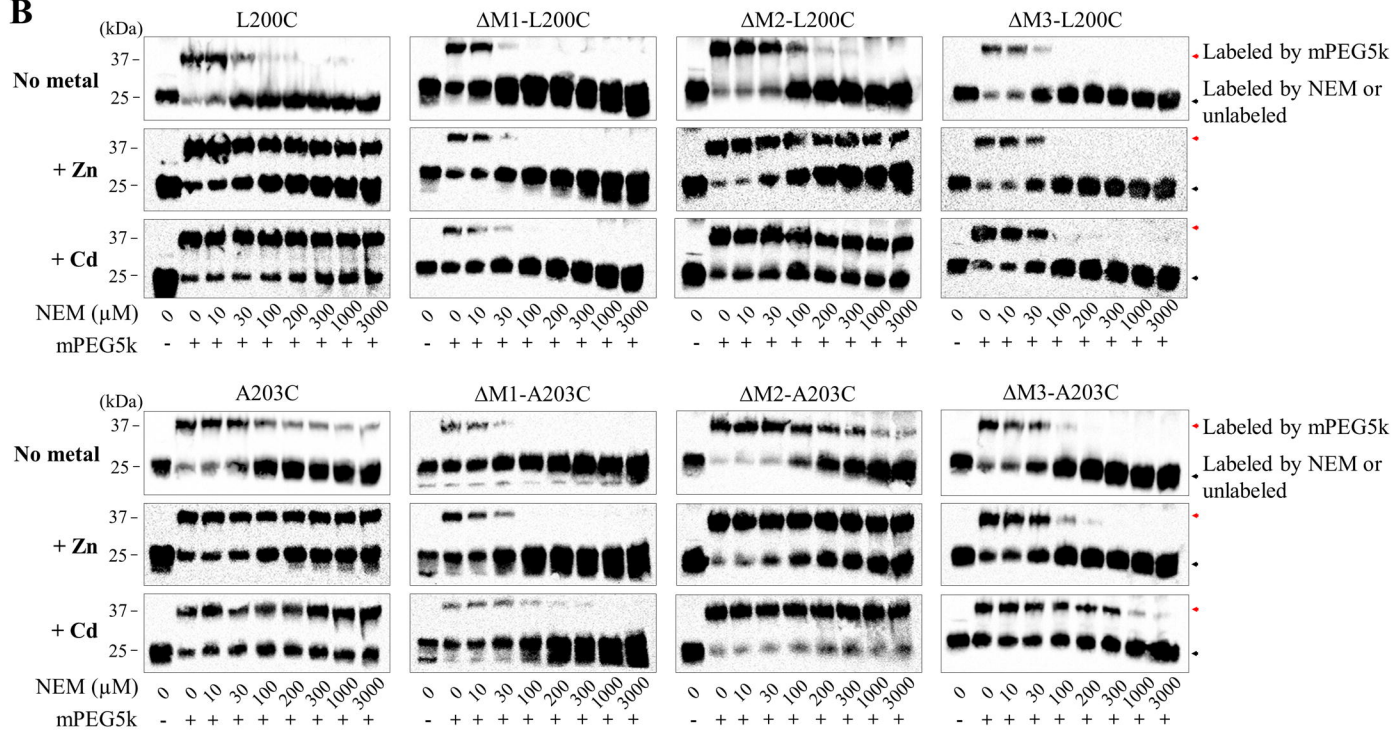 B
L200C ΔM1-L200C ΔM2-L200C ΔM3-L200C
(kDa)
No metal 37 Labeled by mPEG5k
25 Labeled by NEM or
unlabeled
+ Zn 37
25
+ Cd 37
25
NEM (µM) 0 0 10 30 100 200 300 1000 3000 0 0 10 30 100 200 300 1000 3000 0 0 10 30 100 200 300 1000 3000 0 0 10 30 100 200 300 1000 3000
mPEG5k - + + + + + + + + - + + + + + + + + - + + + + + + + + - + + + + + + + +
A203C ΔM1-A203C ΔM2-A203C ΔM3-A203C
(kDa)
No metal 37 Labeled by mPEG5k
25 Labeled by NEM or
unlabeled
+ Zn 37
25
+ Cd 37
25
NEM (µM) 0 0 10 30 100 200 300 1000 3000 0 0 10 30 100 200 300 1000 3000 0 0 10 30 100 200 300 1000 3000 0 0 10 30 100 200 300 1000 3000
mPEG5k - + + + + + + + + - + + + + + + + + - + + + + + + + + - + + + + + + + +